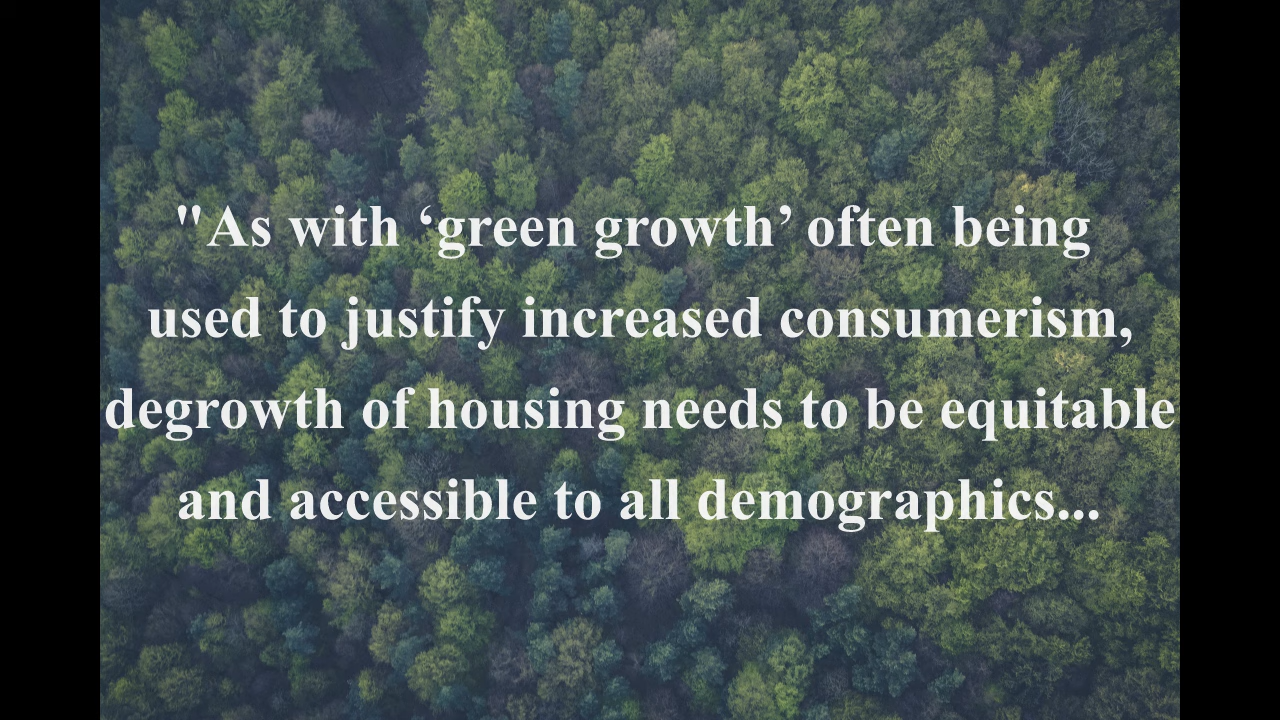 "As with ‘green growth’ often being
used to justify increased consumerism,
degrowth of housing needs to be equitable
and accessible to all demographics...